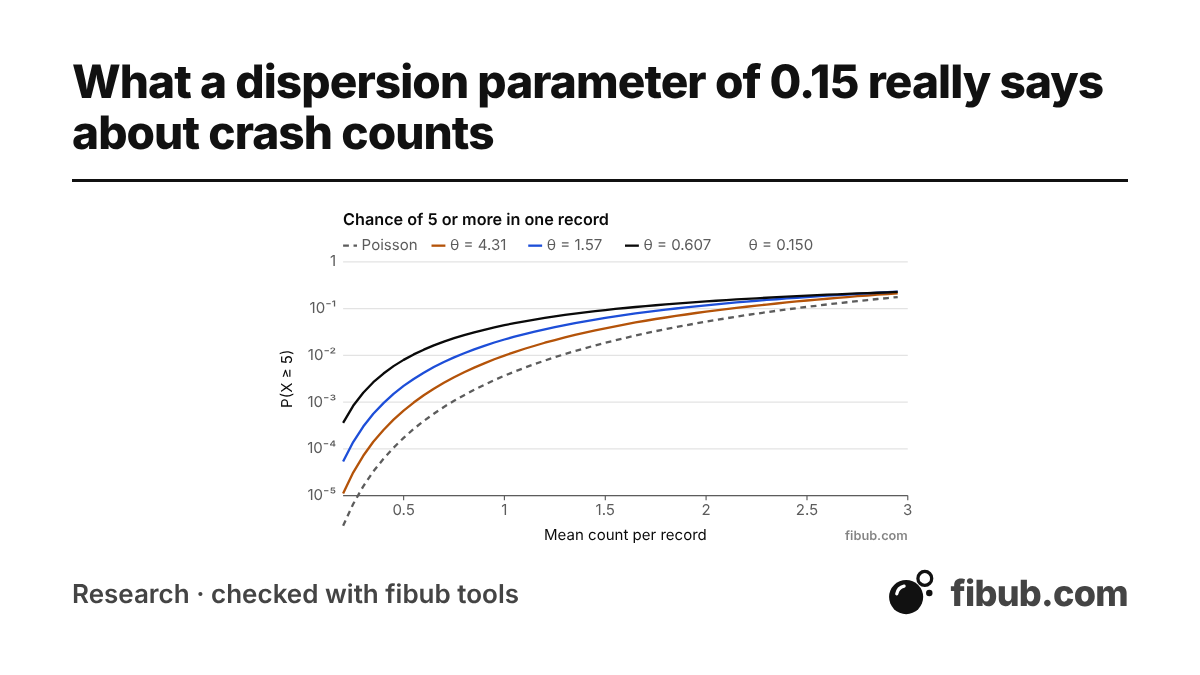 What a dispersion parameter of 0.15 really says
about crash counts
Chance of 5 or more in one record
Poisson θ = 4.31 θ = 1.57 θ = 0.607 θ = 0.150
1
10⁻¹
10⁻²
10⁻³
10⁻⁴
10⁻⁵
P(X ≥ 5)
0.5 1 1.5 2 2.5 3
Mean count per record
fibub.com
Research · checked with fibub tools
fibub.com